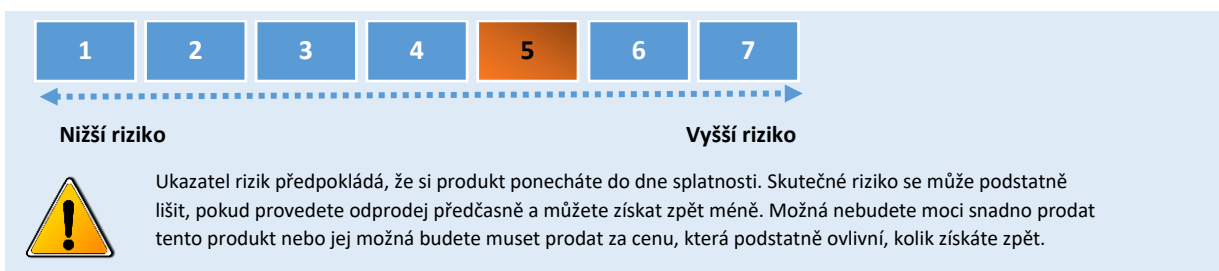 1 2 3 4 5 6 7
Nižší riziko Vyšší riziko
Ukazatel rizik předpokládá, že si produkt ponecháte do dne splatnosti. Skutečné riziko se může podstatně
lišit, pokud provedete odprodej předčasně a můžete získat zpět méně. Možná nebudete moci snadno prodat
tento produkt nebo jej možná budete muset prodat za cenu, která podstatně ovlivní, kolik získáte zpět.